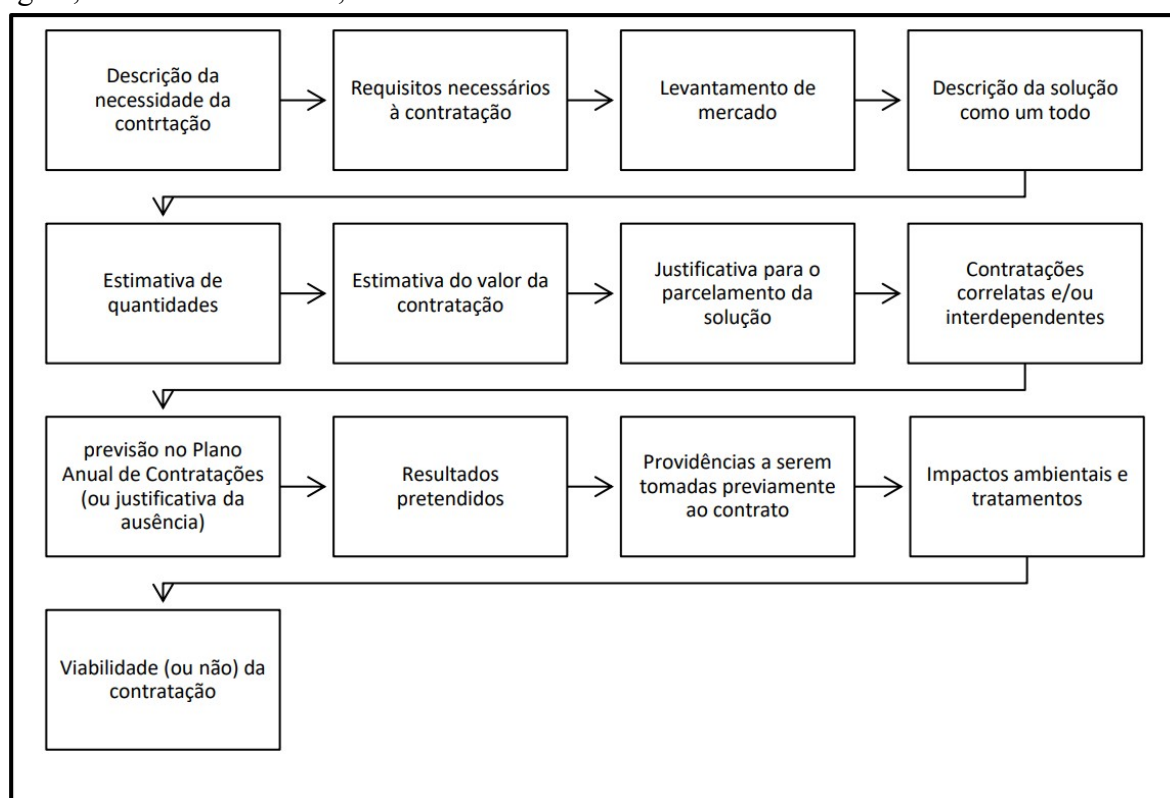 Descrição da
necessidade da
contrtação
Requisitos necessários
à contratação
Levantamento de
mercado
Descrição da solução
como um todo
Estimativa de
quantidades
Estimativa do valor da
contratação
Justificativa para o
parcelamento da
solução
Contratações
correlatas e/ou
interdependentes
previsão no Plano
Anual de Contratações
(ou justificativa da
ausência)
Resultados
pretendidos
Providências a serem
tomadas previamente
ao contrato
Impactos ambientais e
tratamentos
Viabilidade (ou não) da
contratação